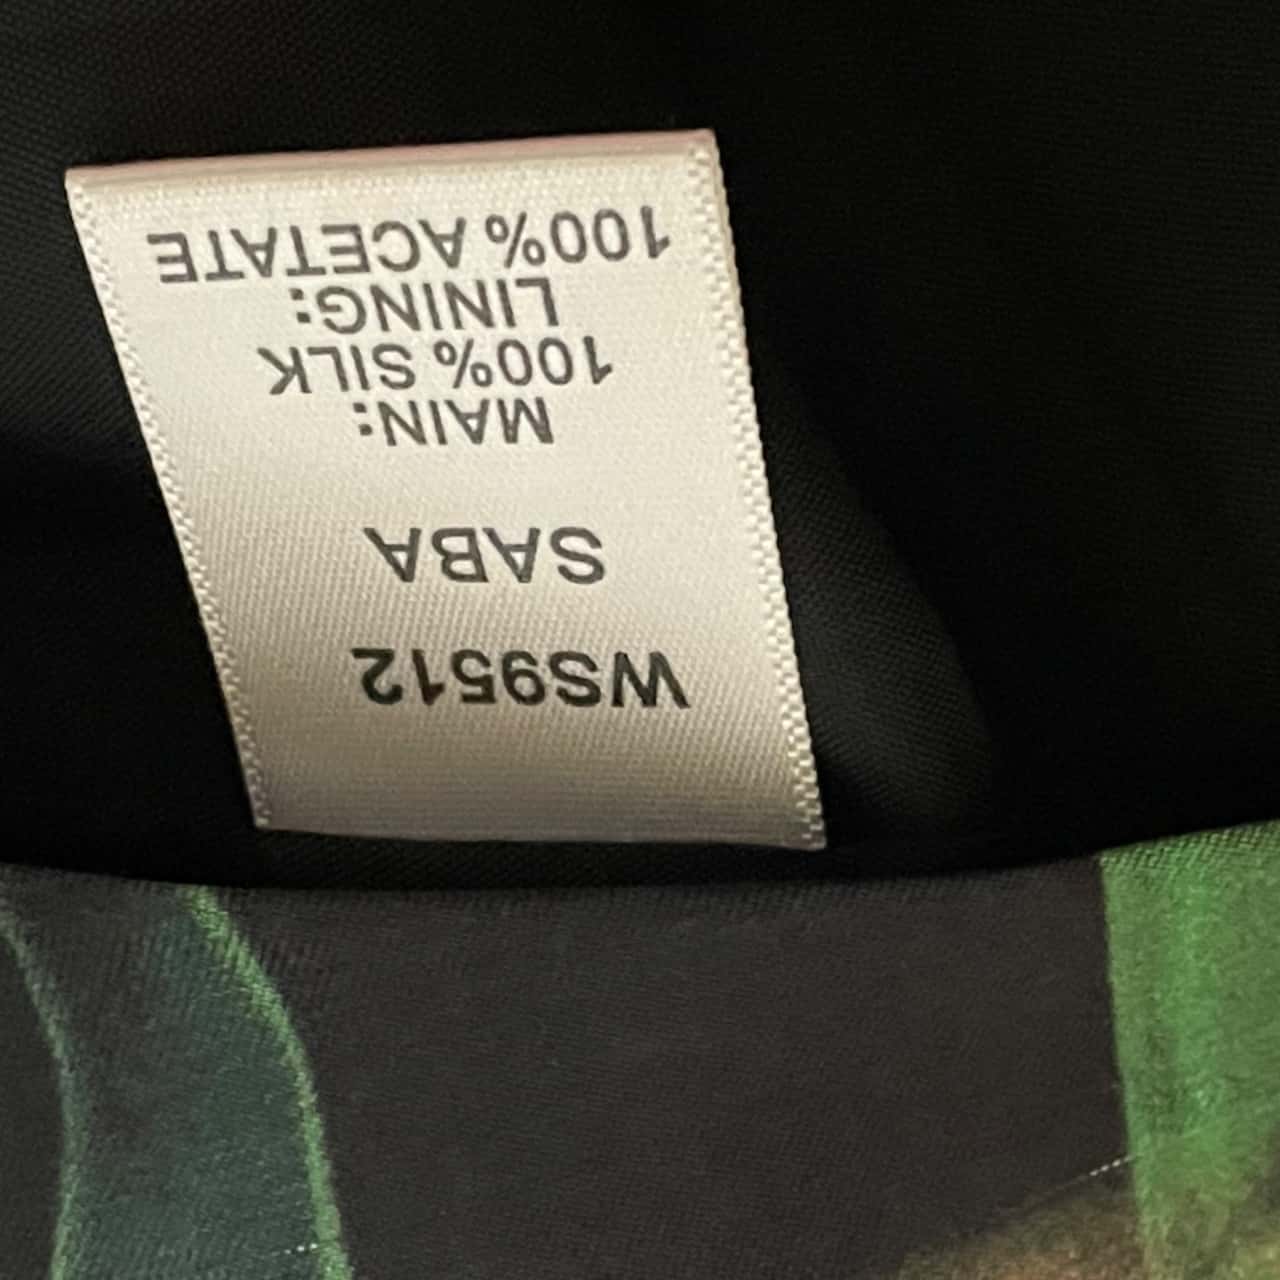 WS9512
SABA
MAIN:
100% SILK
LINING:
100% ACETATE